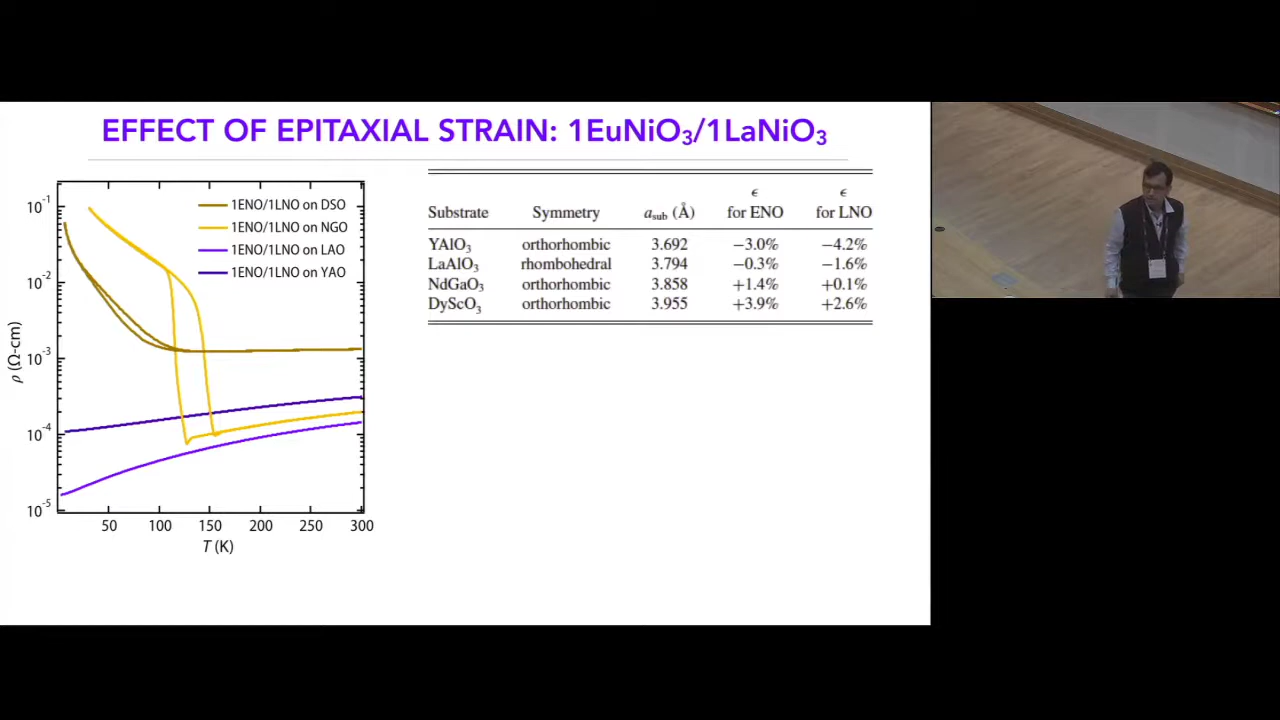 EFFECT OF EPITAXIAL STRAIN: 1EuNiO₃/1LaNiO₃
10⁻¹
10⁻²
10⁻³
10⁻⁴
10⁻⁵
ρ (Ω-cm)
1ENO/1LNO on DSO
1ENO/1LNO on NGO
1ENO/1LNO on LAO
1ENO/1LNO on YAO
50 100 150 200 250 300
T (K)
ϵ ϵ
Substrate Symmetry a_sub (Å) for ENO for LNO
YAlO₃ orthorhombic 3.692 −3.0% −4.2%
LaAlO₃ rhombohedral 3.794 −0.3% −1.6%
NdGaO₃ orthorhombic 3.858 +1.4% +0.1%
DyScO₃ orthorhombic 3.955 +3.9% +2.6%